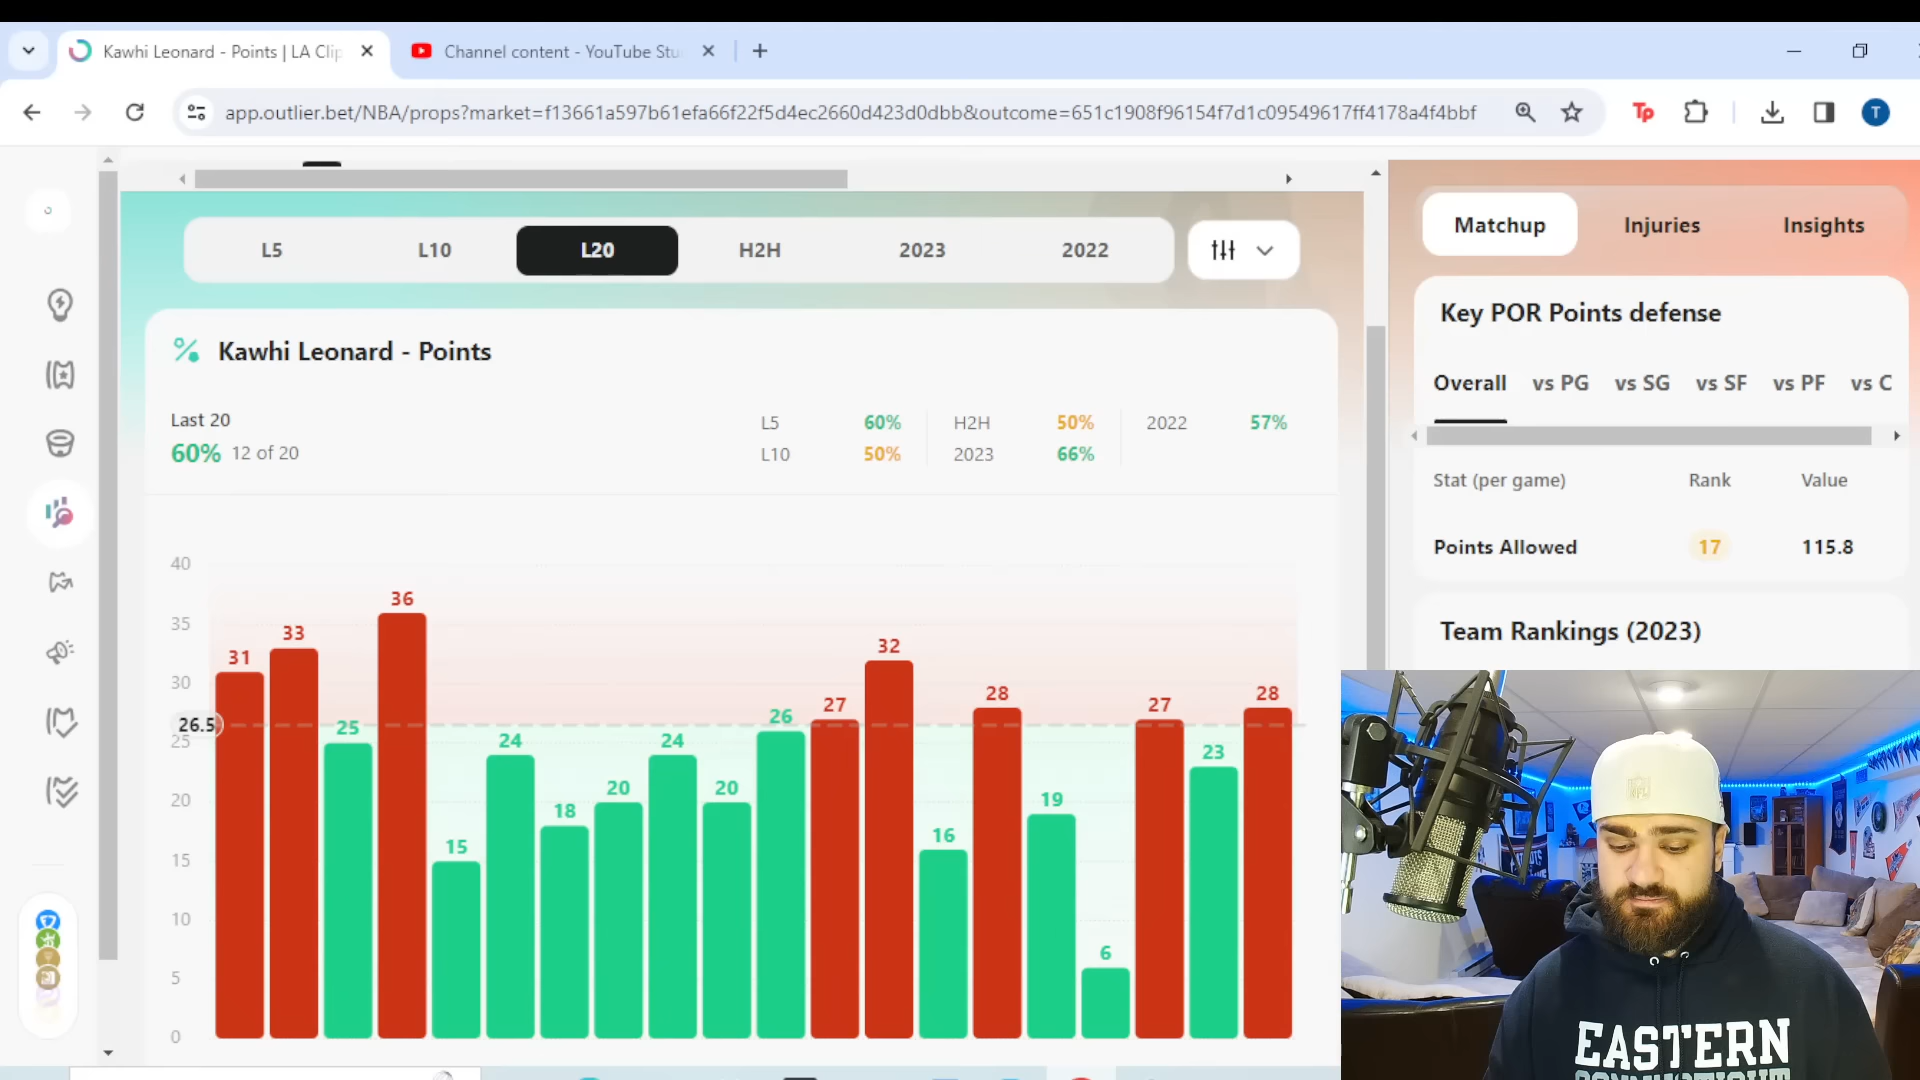 Kawhi Leonard - Points | LA Clip
Channel content - YouTube Stu
app.outlier.bet/NBA/props?market=f13661a597b61efa66f22f5d4ec2660d423d0dbb&outcome=651c1908f96154f7d1c09549617ff4178a4f4bbf
Tp
T
L5 L10 L20 H2H 2023 2022
Kawhi Leonard - Points
Last 20
60% 12 of 20
L5 60% H2H 50% 2022 57%
L10 50% 2023 66%
40
35
30
26.5
25
20
15
10
5
0
31 33 25 36 15 24 18 20 24 20 26 27 32 16 28 19 6 27 23 28
Matchup Injuries Insights
Key POR Points defense
Overall vs PG vs SG vs SF vs PF vs C
Stat (per game) Rank Value
Points Allowed 17 115.8
Team Rankings (2023)
EASTERN